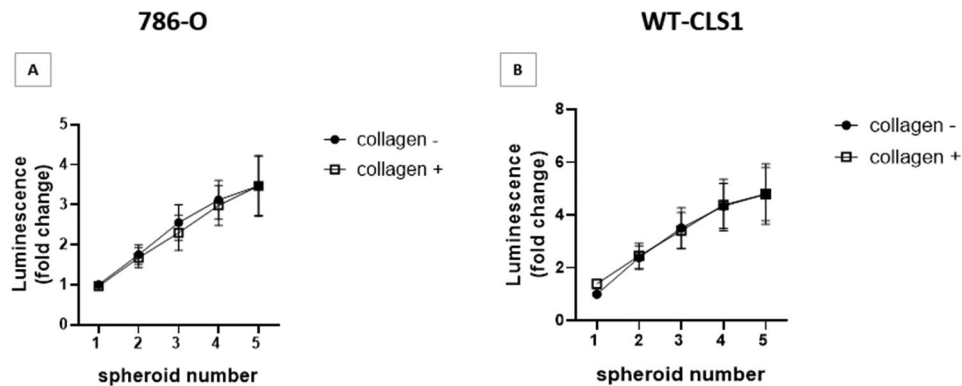 786-O
WT-CLS1
A
B
5
4
3
2
1
0
Luminescence
(fold change)
1 2 3 4 5
spheroid number
collagen -
collagen +
8
6
4
2
0
Luminescence
(fold change)
1 2 3 4 5
spheroid number
collagen -
collagen +